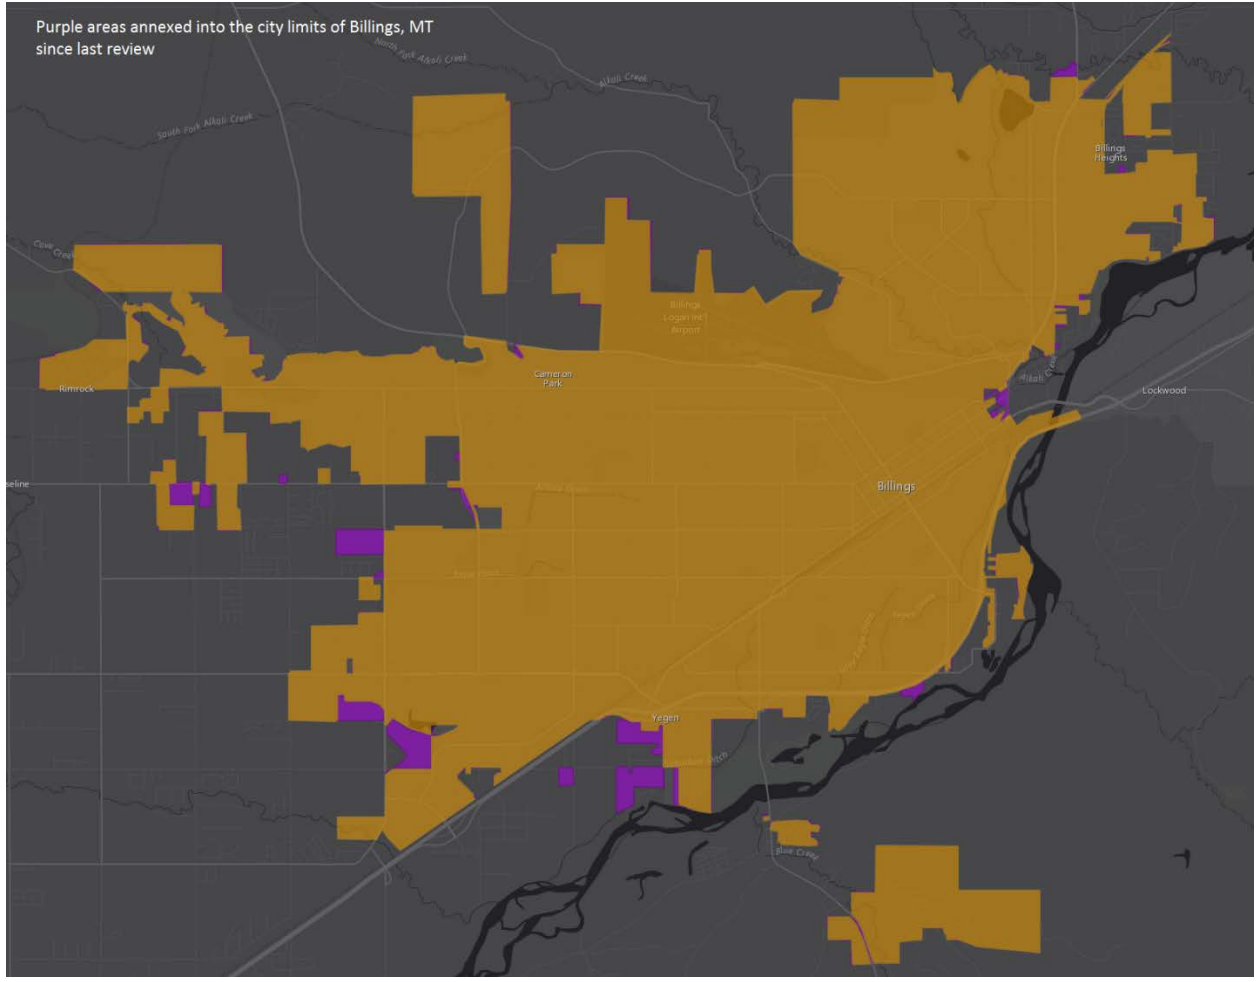 Purple areas annexed into the city limits of Billings, MT
since last review
North Fork Alkali Creek
Alkali Creek
South Fork Alkali Creek
Billings
Heights
Cove Creek
Billings
Logan Int'l
Airport
Cameron
Park
Rimrock
Alkali Creek
Lockwood
seline
Billings
Yegen
Ditch
Blue Creek